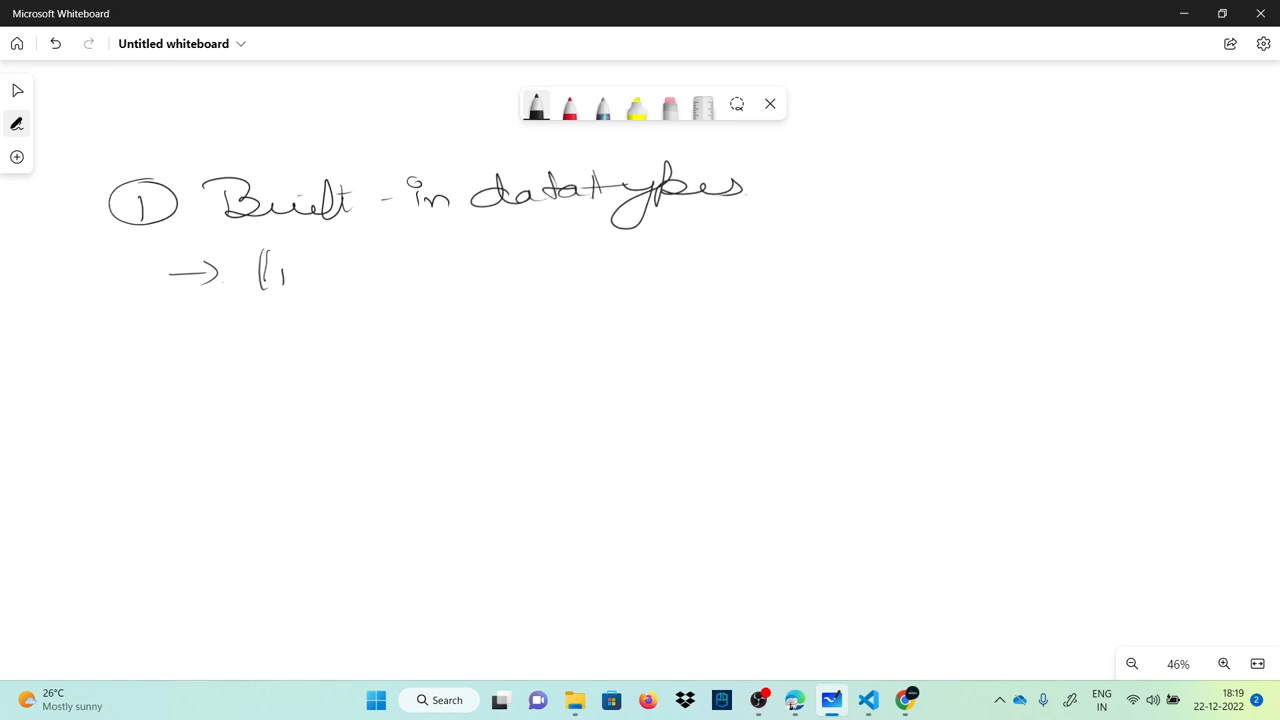 Microsoft Whiteboard
Untitled whiteboard
① Built-in datatypes
→
46%
26°C
Mostly sunny
Search
ENG
IN
18:19
22-12-2022
2